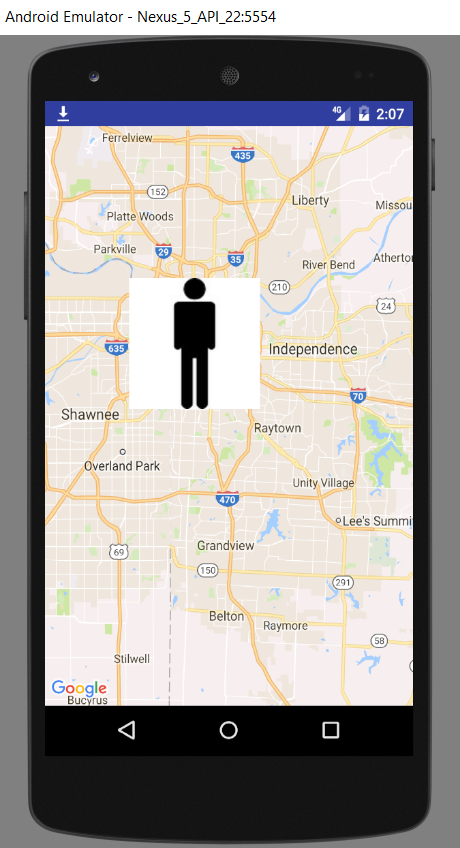 Android Emulator - Nexus_5_API_22:5554
4G 2:07
Ferrelview
435
152
Liberty
Platte Woods
Missou
Parkville
29
35
Atherto
River Bend
210
24
635
Independence
70
Shawnee
Raytown
Overland Park
Unity Village
470
Lee's Summi
Grandview
69
150
291
Belton
Raymore
58
Stilwell
Google
Bucyrus